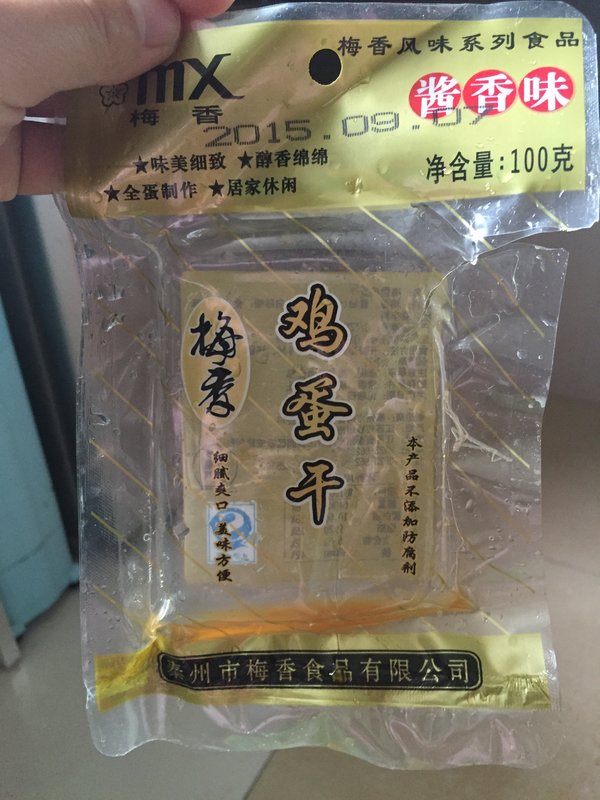 mx
梅香风味系列食品
梅香
酱香味
2015.09.07
★味美细致 ★醇香绵绵
★全蛋制作 ★居家休闲
净含量:100克
梅香
鸡蛋干
细腻爽口 美味方便
本产品不添加防腐剂
泰州市梅香食品有限公司